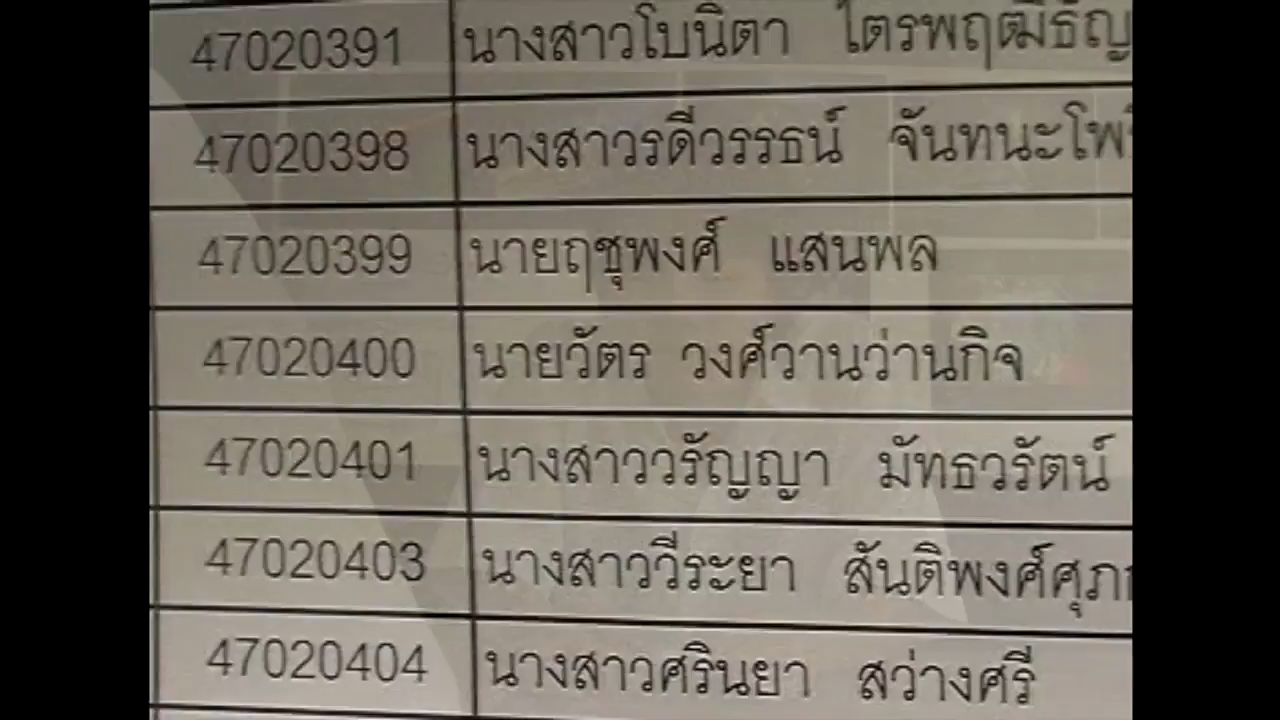 47020391 นางสาวโบนิตา
47020398 นางสาวรดีวรรธน์
47020399 นายฤชุพงศ์ แสนพล
47020400 นายวัตร วงศ์วานว่านกิจ
47020401 นางสาววรัญญา มัทธวรัตน์
47020403 นางสาววีระยา
47020404 นางสาวศรินยา สว่างศรี